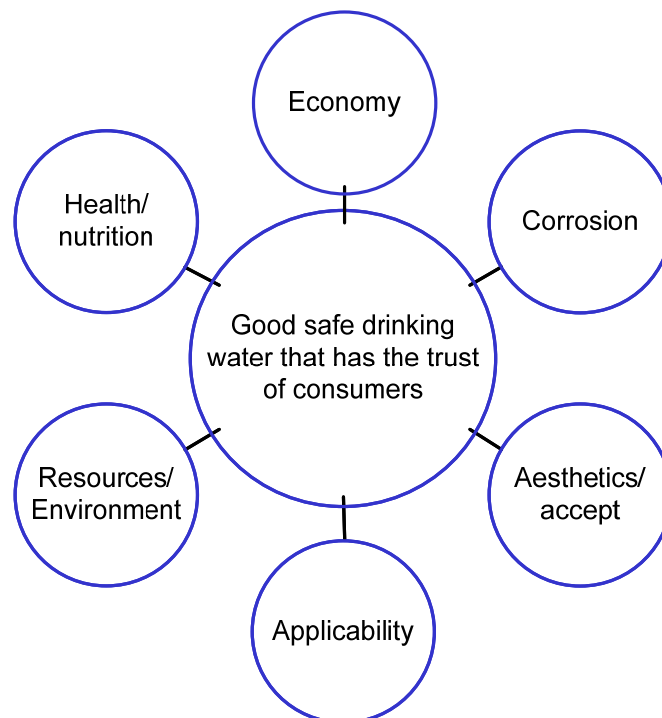 Economy
Health/
nutrition
Corrosion
Good safe drinking
water that has the trust
of consumers
Resources/
Environment
Aesthetics/
accept
Applicability